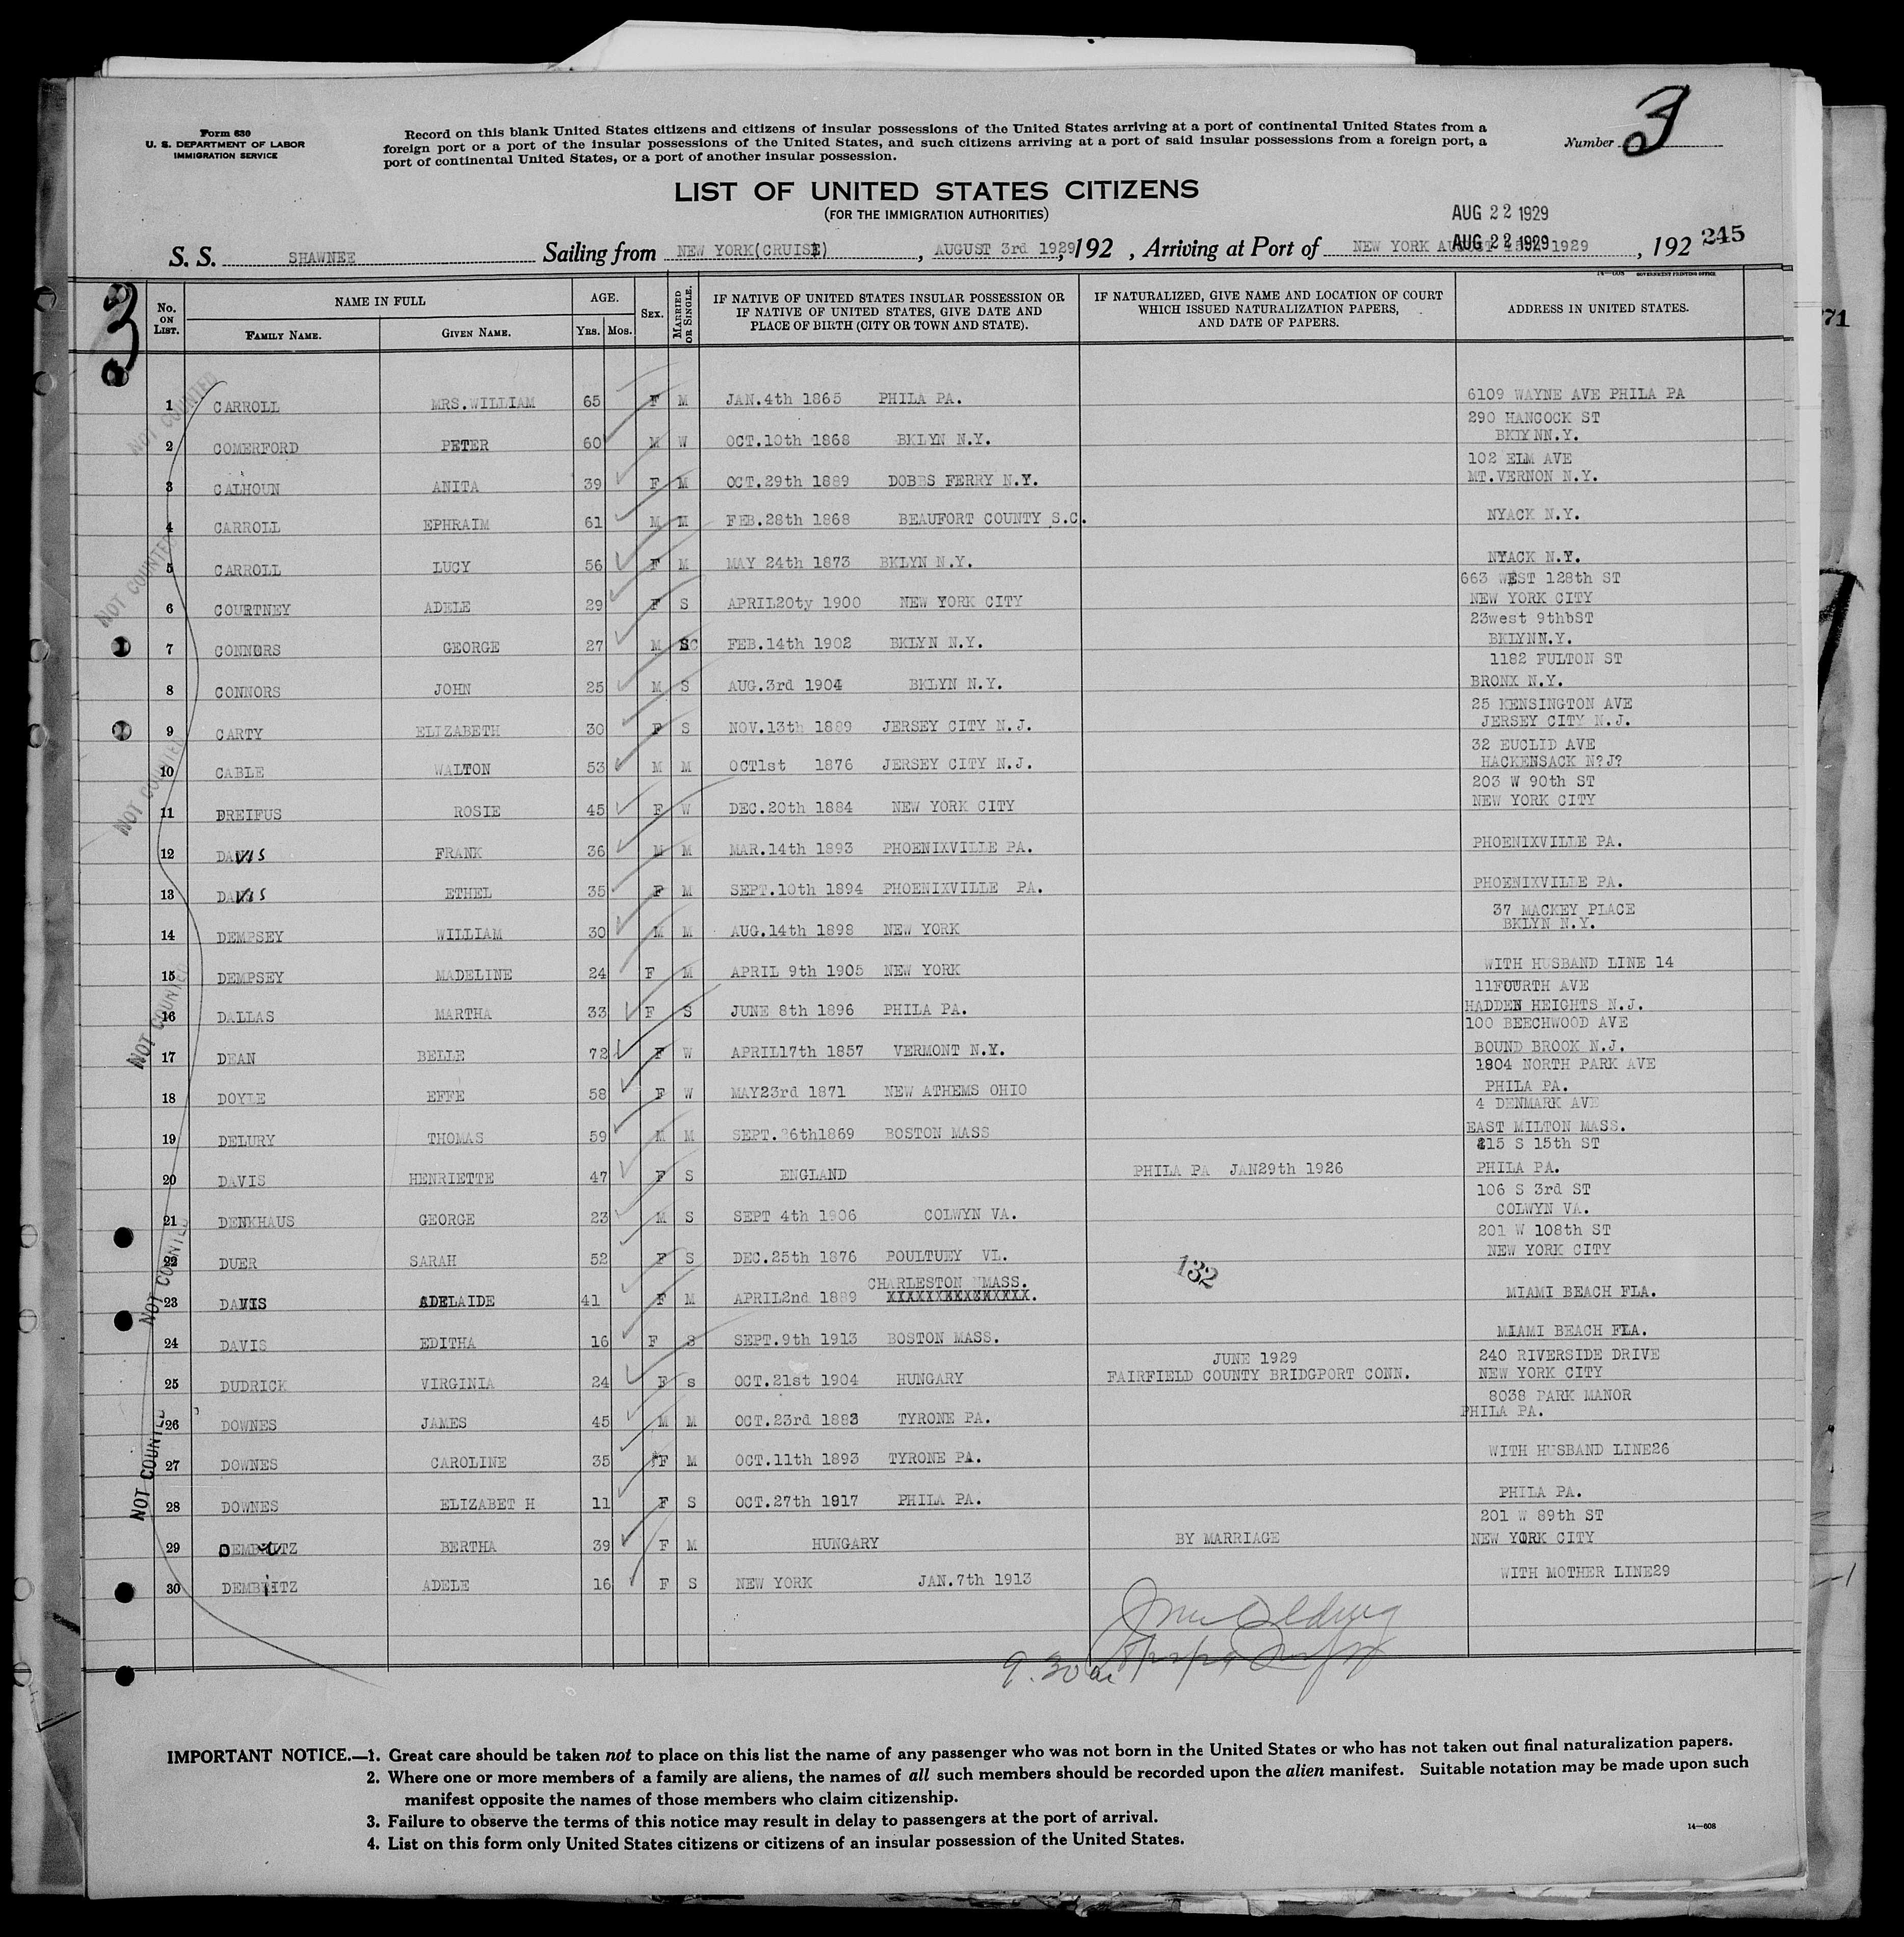 Form 630
U. S. DEPARTMENT OF LABOR
IMMIGRATION SERVICE
Record on this blank United States citizens and citizens of insular possessions of the United States arriving at a port of continental United States from a
foreign port or a port of the insular possessions of the United States, and such citizens arriving at a port of said insular possessions from a foreign port, a
port of continental United States, or a port of another insular possession.
Number 3
LIST OF UNITED STATES CITIZENS
(FOR THE IMMIGRATION AUTHORITIES)
AUG 22 1929
S. S. SHAWNEE Sailing from NEW YORK(CRUISE) , AUGUST 3rd 1929, 192 , Arriving at Port of NEW YORK AUG 22 1929 1929 , 192 245
14—608 GOVERNMENT PRINTING OFFICE
3
No. ON LIST. NAME IN FULL AGE. SEX. MARRIED OR SINGLE. IF NATIVE OF UNITED STATES INSULAR POSSESSION OR IF NATIVE OF UNITED STATES, GIVE DATE AND PLACE OF BIRTH (CITY OR TOWN AND STATE). IF NATURALIZED, GIVE NAME AND LOCATION OF COURT WHICH ISSUED NATURALIZATION PAPERS, AND DATE OF PAPERS. ADDRESS IN UNITED STATES.
FAMILY NAME. GIVEN NAME. YRS. MOS.
71
1 CARROLL MRS.WILLIAM 65 F M JAN.4th 1865 PHILA PA. 6109 WAYNE AVE PHILA PA
290 HANCOCK ST
2 COMERFORD PETER 60 M W OCT.10th 1868 BKLYN N.Y. BKLYNN.Y.
102 ELM AVE
3 CALHOUN ANITA 39 F M OCT.29th 1889 DOBBS FERRY N.Y. MT.VERNON N.Y.
4 CARROLL EPHRAIM 61 M M FEB.28th 1868 BEAUFORT COUNTY S.C. NYACK N.Y.
5 CARROLL LUCY 56 F M MAY 24th 1873 BKLYN N.Y. NYACK N.Y.
663 WEST 128th ST
6 COURTNEY ADELE 29 F S APRIL20ty 1900 NEW YORK CITY NEW YORK CITY
23west 9thbST
7 CONNORS GEORGE 27 M SC FEB.14th 1902 BKLYN N.Y. BKLYNN.Y.
1182 FULTON ST
8 CONNORS JOHN 25 M S AUG.3rd 1904 BKLYN N.Y. BRONX N.Y.
25 KENSINGTON AVE
9 CARTY ELIZABETH 30 F S NOV.13th 1889 JERSEY CITY N.J. JERSEY CITY N.J.
32 EUCLID AVE
10 CABLE WALTON 53 M M OCT1st 1876 JERSEY CITY N.J. HACKENSACK N?J?
203 W 90th ST
11 DREIFUS ROSIE 45 F W DEC.20th 1884 NEW YORK CITY NEW YORK CITY
12 DAVIS FRANK 36 M M MAR.14th 1893 PHOENIXVILLE PA. PHOENIXVILLE PA.
13 DAVIS ETHEL 35 F M SEPT.10th 1894 PHOENIXVILLE PA. PHOENIXVILLE PA.
37 MACKEY PLACE
14 DEMPSEY WILLIAM 30 M M AUG.14th 1898 NEW YORK BKLYN N.Y.
15 DEMPSEY MADELINE 24 F M APRIL 9th 1905 NEW YORK WITH HUSBAND LINE 14
11FOURTH AVE
16 DALLAS MARTHA 33 F S JUNE 8th 1896 PHILA PA. HADDEN HEIGHTS N.J.
100 BEECHWOOD AVE
17 DEAN BELLE 72 F W APRIL17th 1857 VERMONT N.Y. BOUND BROOK N.J.
1804 NORTH PARK AVE
18 DOYLE EFFE 58 F W MAY23rd 1871 NEW ATHEMS OHIO PHILA PA.
4 DENMARK AVE
19 DELURY THOMAS 59 M M SEPT.26th1869 BOSTON MASS EAST MILTON MASS.
215 S 15th ST
20 DAVIS HENRIETTE 47 F S ENGLAND PHILA PA JAN29th 1926 PHILA PA.
106 S 3rd ST
21 DENKHAUS GEORGE 23 M S SEPT 4th 1906 COLWYN VA. COLWYN VA.
201 W 108th ST
22 DUER SARAH 52 F S DEC.25th 1876 POULTUEY VL. NEW YORK CITY
132
CHARLESTON MASS.
23 DAVIS ADELAIDE 41 F M APRIL2nd 1889 XXXXXXXXXXXXXXX. MIAMI BEACH FLA.
24 DAVIS EDITHA 16 F S SEPT.9th 1913 BOSTON MASS. MIAMI BEACH FLA.
JUNE 1929 240 RIVERSIDE DRIVE
25 DUDRICK VIRGINIA 24 F s OCT.21st 1904 HUNGARY FAIRFIELD COUNTY BRIDGPORT CONN. NEW YORK CITY
8038 PARK MANOR
26 DOWNES JAMES 45 M M OCT.23rd 1883 TYRONE PA. PHILA PA.
27 DOWNES CAROLINE 35 F M OCT.11th 1893 TYRONE PA. WITH HUSBAND LINE26
28 DOWNES ELIZABET H 11 F S OCT.27th 1917 PHILA PA. PHILA PA.
201 W 89th ST
29 DEMBITZ BERTHA 39 F M HUNGARY BY MARRIAGE NEW YORK CITY
30 DEMBITZ ADELE 16 F S NEW YORK JAN.7th 1913 WITH MOTHER LINE29
NOT COUNTED
NOT COUNTED
NOT COUNTED
NOT COUNTED
NOT COUNTED
NOT COUNTED
9.30 am
IMPORTANT NOTICE.—1. Great care should be taken not to place on this list the name of any passenger who was not born in the United States or who has not taken out final naturalization papers.
2. Where one or more members of a family are aliens, the names of all such members should be recorded upon the alien manifest. Suitable notation may be made upon such
manifest opposite the names of those members who claim citizenship.
3. Failure to observe the terms of this notice may result in delay to passengers at the port of arrival.
4. List on this form only United States citizens or citizens of an insular possession of the United States.
14—608